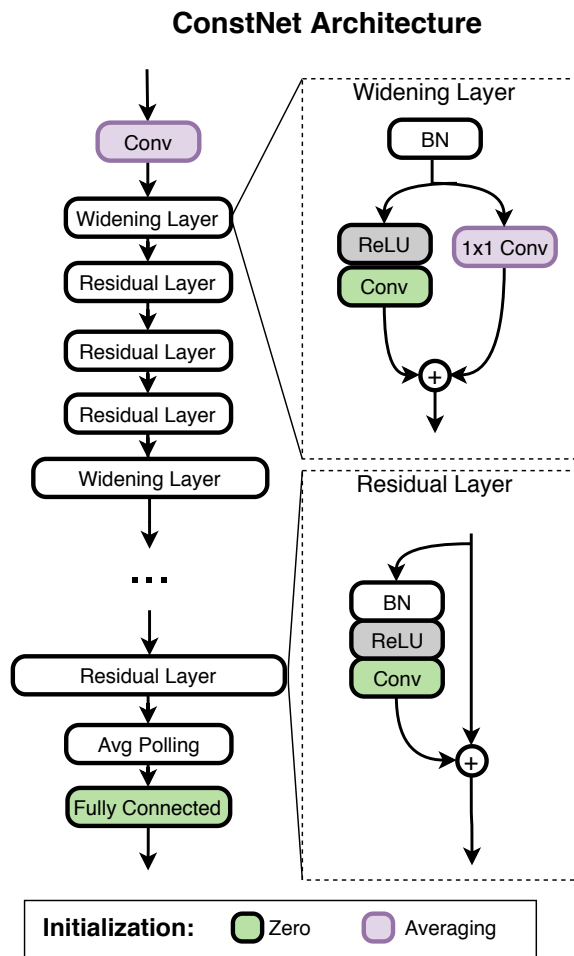 ConstNet Architecture
Conv
Widening Layer
Residual Layer
Residual Layer
Residual Layer
Widening Layer
...
Residual Layer
Avg Polling
Fully Connected
Widening Layer
BN
ReLU
Conv
1x1 Conv
+
Residual Layer
BN
ReLU
Conv
+
Initialization: Zero Averaging